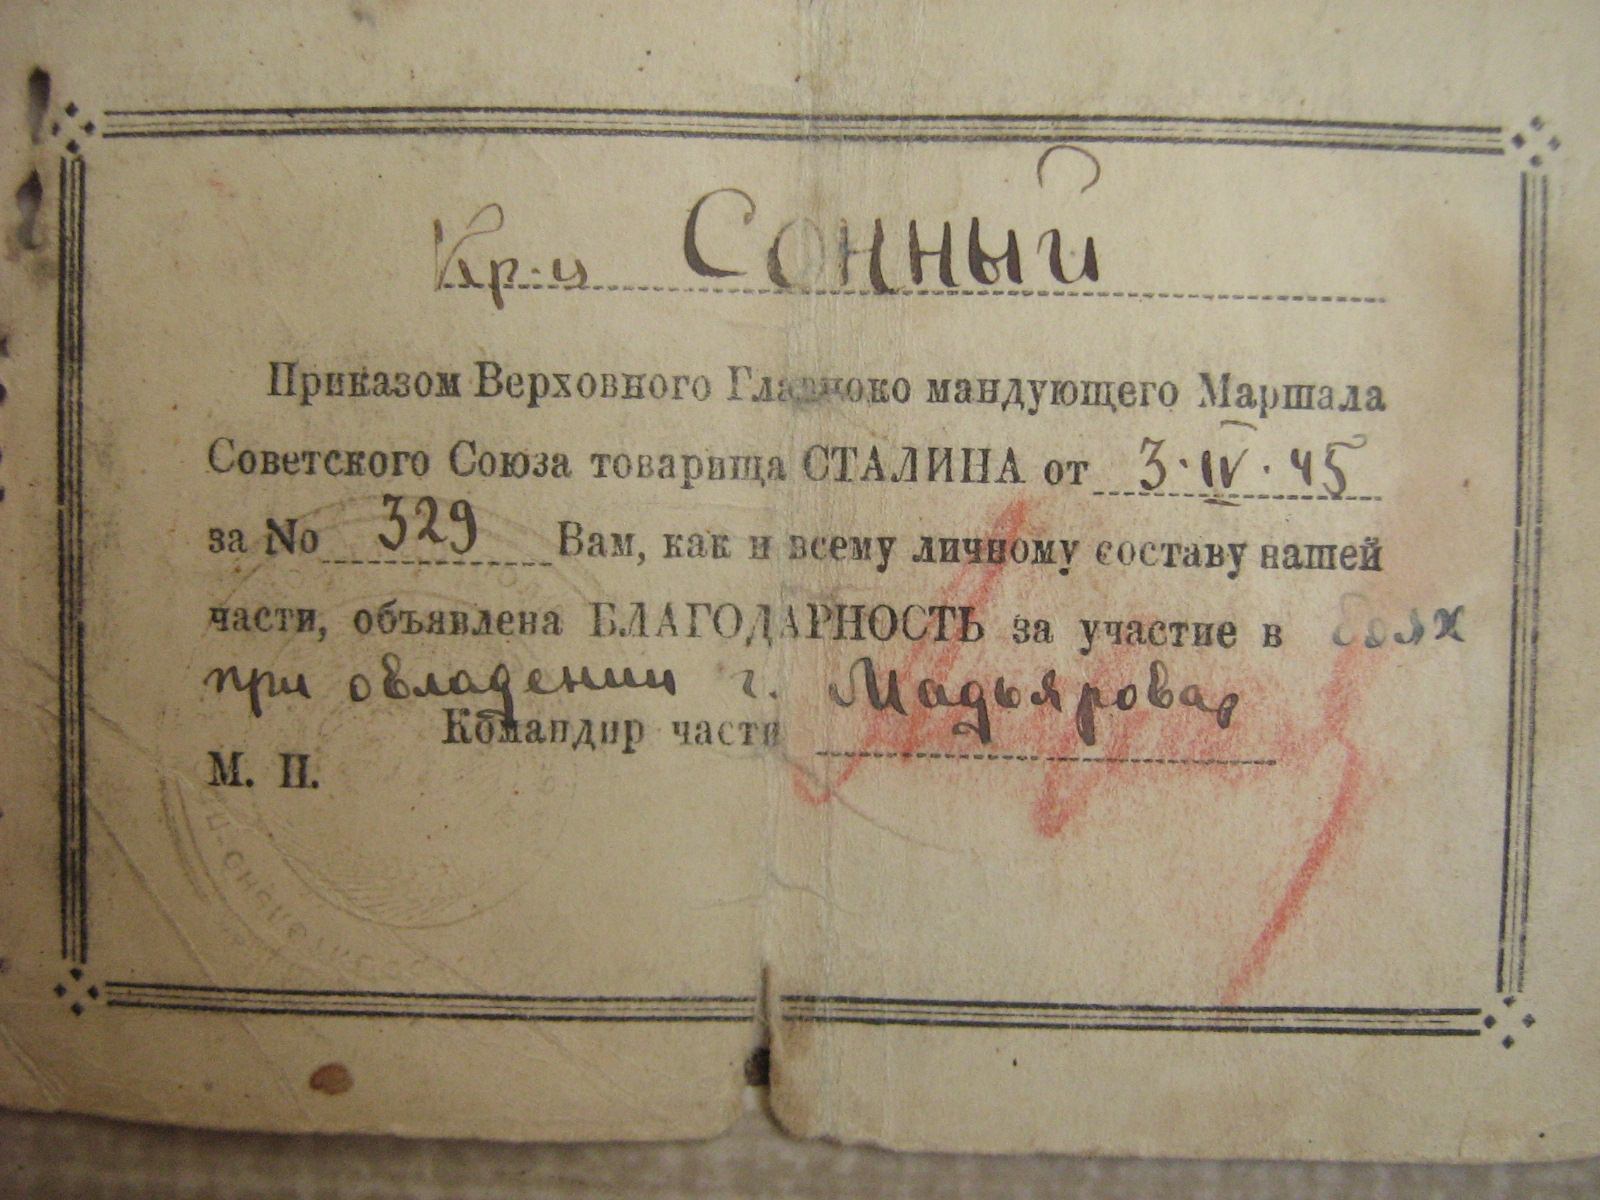 Кр-ц Сонный
Приказом Верховного Главноко мандующего Маршала
Советского Союза товарища СТАЛИНА от 3·IV·45
за No 329 Вам, как и всему личному составу нашей
части, объявлена БЛАГОДАРНОСТЬ за участие в боях
при овладении г. Мадьяровар
Командир части
М. П.